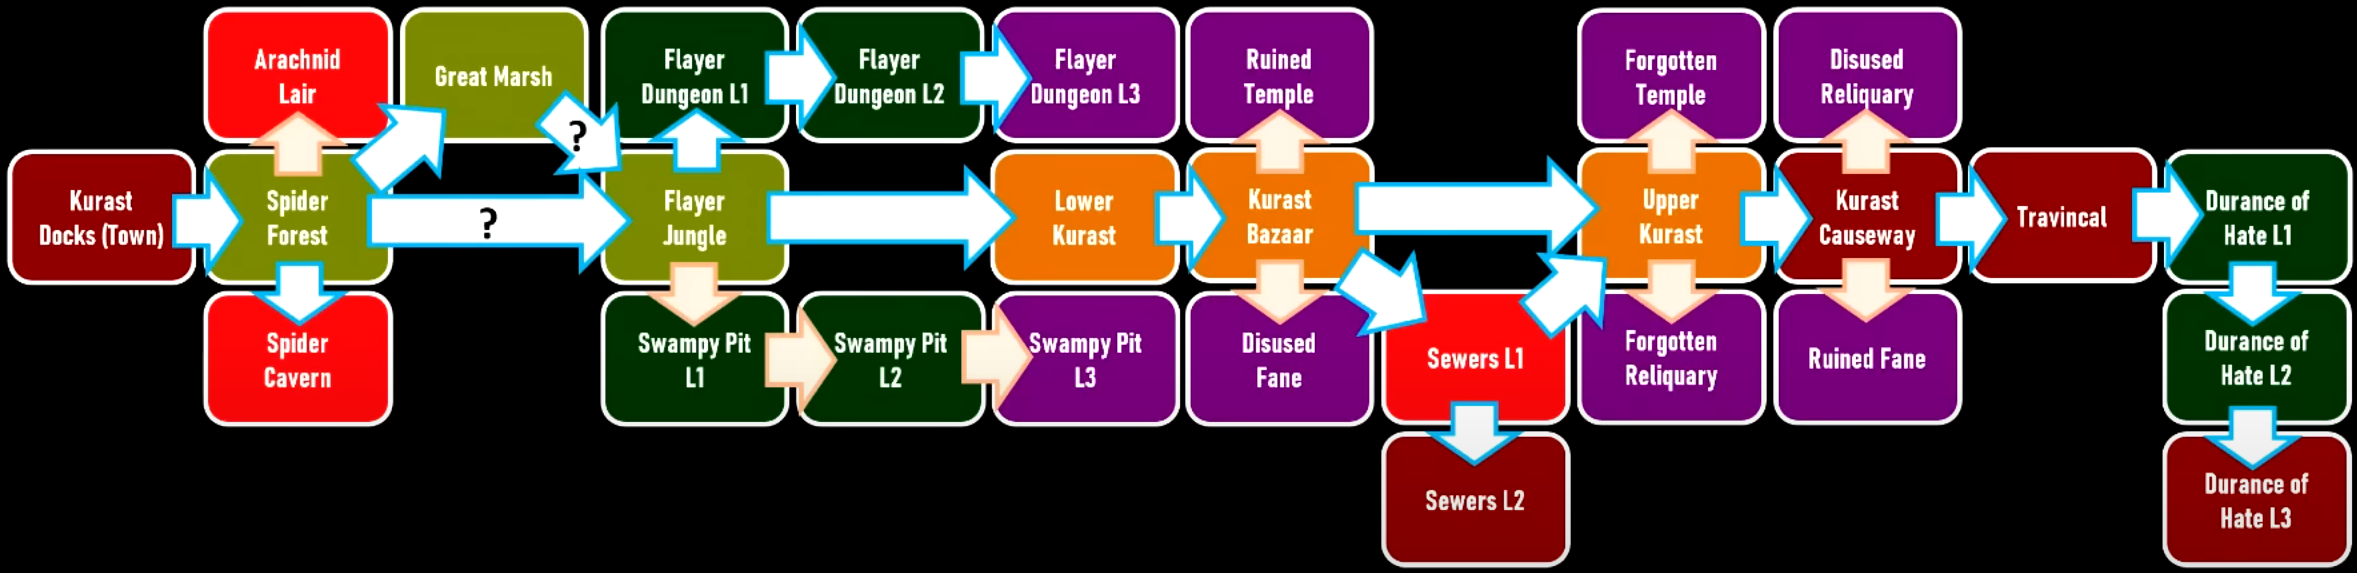 Arachnid
Lair
Great Marsh
Flayer
Dungeon L1
Flayer
Dungeon L2
Flayer
Dungeon L3
Ruined
Temple
Forgotten
Temple
Disused
Reliquary
?
Kurast
Docks (Town)
Spider
Forest
?
Flayer
Jungle
Lower
Kurast
Kurast
Bazaar
Upper
Kurast
Kurast
Causeway
Travincal
Durance of
Hate L1
Spider
Cavern
Swampy Pit
L1
Swampy Pit
L2
Swampy Pit
L3
Disused
Fane
Sewers L1
Forgotten
Reliquary
Ruined Fane
Durance of
Hate L2
Sewers L2
Durance of
Hate L3